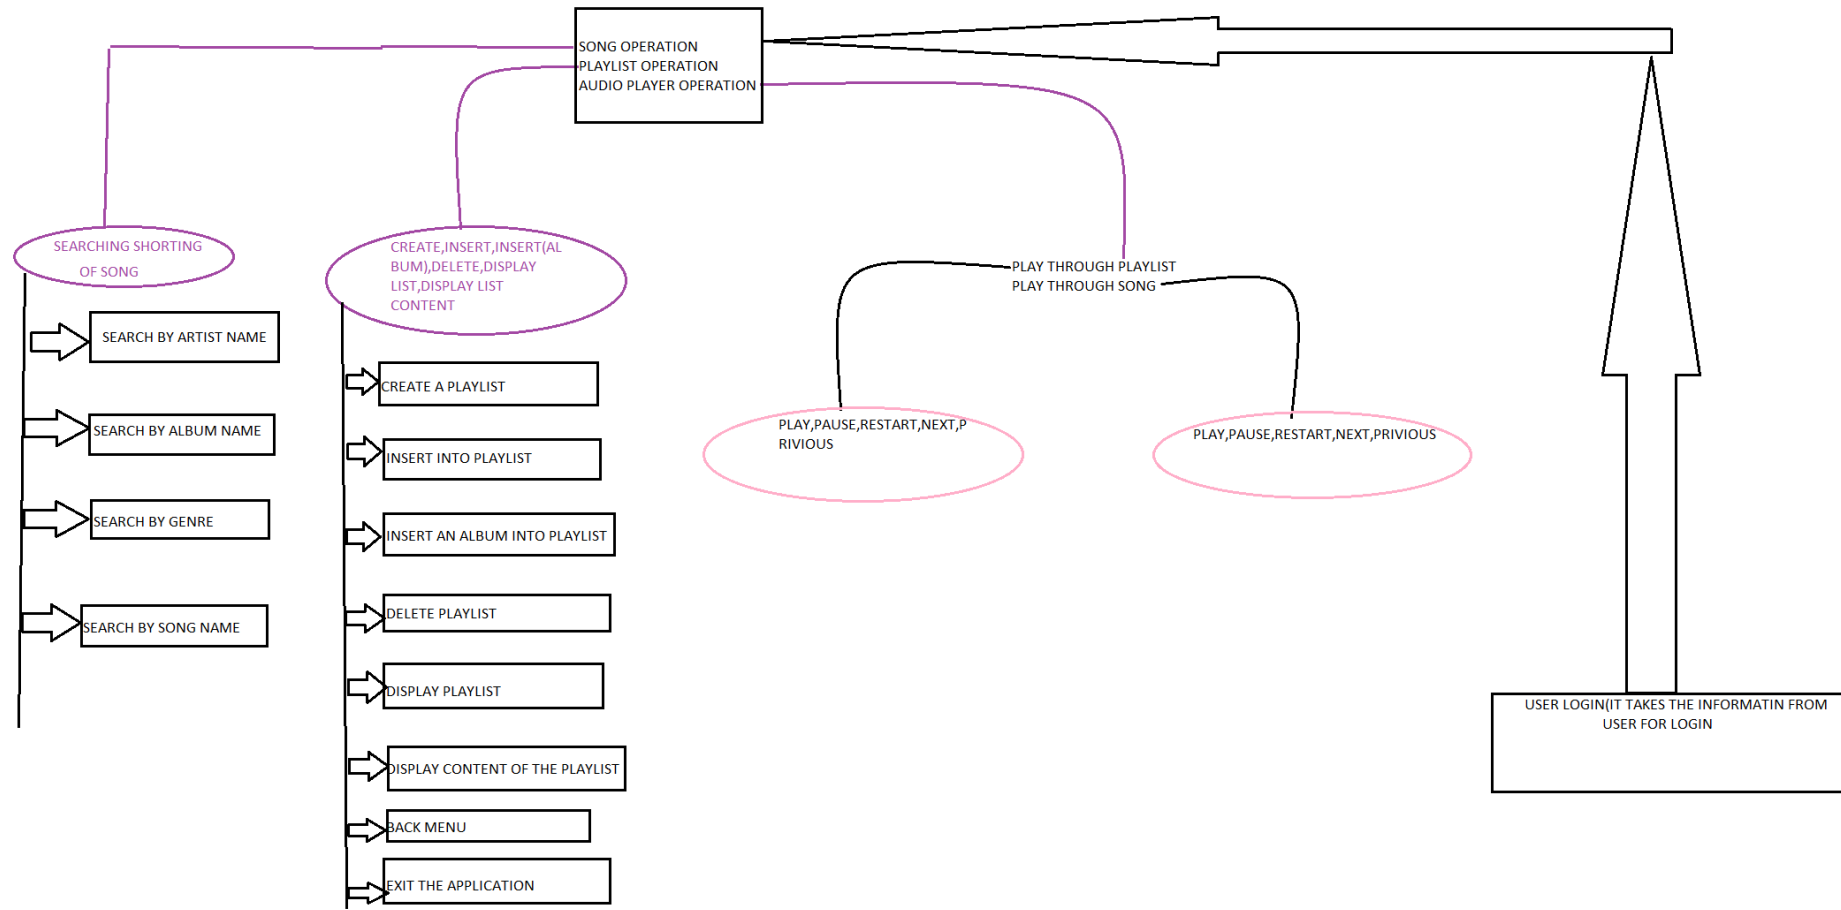 SONG OPERATION
PLAYLIST OPERATION
AUDIO PLAYER OPERATION
SEARCHING SHORTING
OF SONG
SEARCH BY ARTIST NAME
SEARCH BY ALBUM NAME
SEARCH BY GENRE
SEARCH BY SONG NAME
CREATE,INSERT,INSERT(AL
BUM),DELETE,DISPLAY
LIST,DISPLAY LIST
CONTENT
CREATE A PLAYLIST
INSERT INTO PLAYLIST
INSERT AN ALBUM INTO PLAYLIST
DELETE PLAYLIST
DISPLAY PLAYLIST
DISPLAY CONTENT OF THE PLAYLIST
BACK MENU
EXIT THE APPLICATION
PLAY THROUGH PLAYLIST
PLAY THROUGH SONG
PLAY,PAUSE,RESTART,NEXT,P
RIVIOUS
PLAY,PAUSE,RESTART,NEXT,PRIVIOUS
USER LOGIN(IT TAKES THE INFORMATIN FROM
USER FOR LOGIN